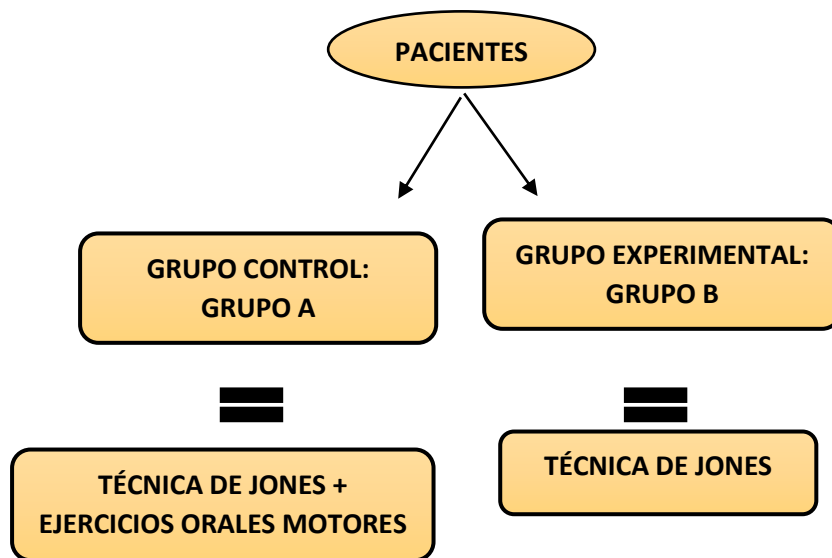 PACIENTES
GRUPO CONTROL:
GRUPO A
GRUPO EXPERIMENTAL:
GRUPO B
TÉCNICA DE JONES +
EJERCICIOS ORALES MOTORES
TÉCNICA DE JONES